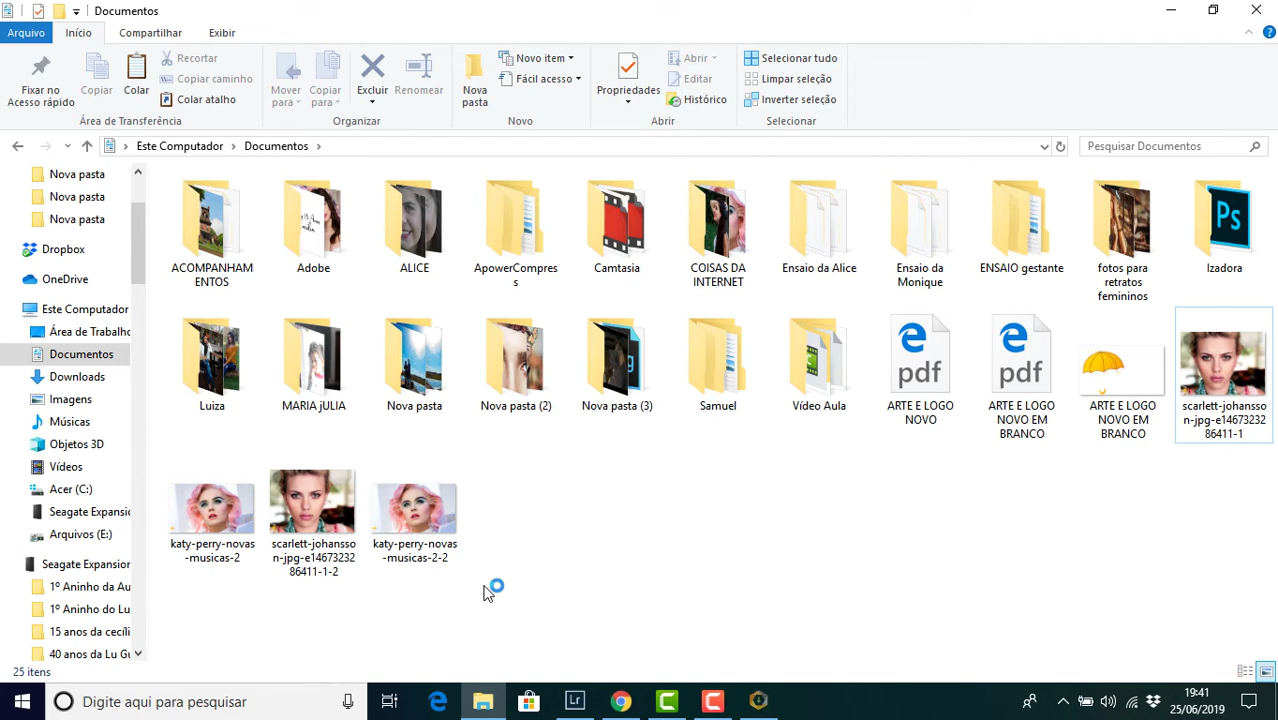 Documentos
Arquivo Início Compartilhar Exibir
Fixar no Acesso rápido
Copiar
Colar
Recortar
Copiar caminho
Colar atalho
Área de Transferência
Mover para
Copiar para
Excluir
Renomear
Organizar
Nova pasta
Novo item
Fácil acesso
Novo
Propriedades
Abrir
Editar
Histórico
Abrir
Selecionar tudo
Limpar seleção
Inverter seleção
Selecionar
Este Computador > Documentos >
Pesquisar Documentos
Nova pasta
Nova pasta
Nova pasta
Dropbox
OneDrive
Este Computador
Área de Trabalho
Documentos
Downloads
Imagens
Músicas
Objetos 3D
Vídeos
Acer (C:)
Seagate Expansio
Arquivos (E:)
Seagate Expansion
1º Aninho da Au
1º Aninho do Lu
15 anos da cecíli
40 anos da Lu Gu
ACOMPANHAM
ENTOS
Adobe
ALICE
ApowerCompres
s
Camtasia
COISAS DA
INTERNET
Ensaio da Alice
Ensaio da
Monique
ENSAIO gestante
fotos para
retratos
femininos
Ps
Izadora
Luiza
MARIA jULIA
Nova pasta
Nova pasta (2)
Nova pasta (3)
Samuel
Vídeo Aula
pdf
ARTE E LOGO
NOVO
pdf
ARTE E LOGO
NOVO EM
BRANCO
ARTE E LOGO
NOVO EM
BRANCO
scarlett-johansso
n-jpg-e14673232
86411-1
katy-perry-novas
-musicas-2
scarlett-johansso
n-jpg-e14673232
86411-1-2
katy-perry-novas
-musicas-2-2
25 itens
Digite aqui para pesquisar
Lr
19:41
25/06/2019